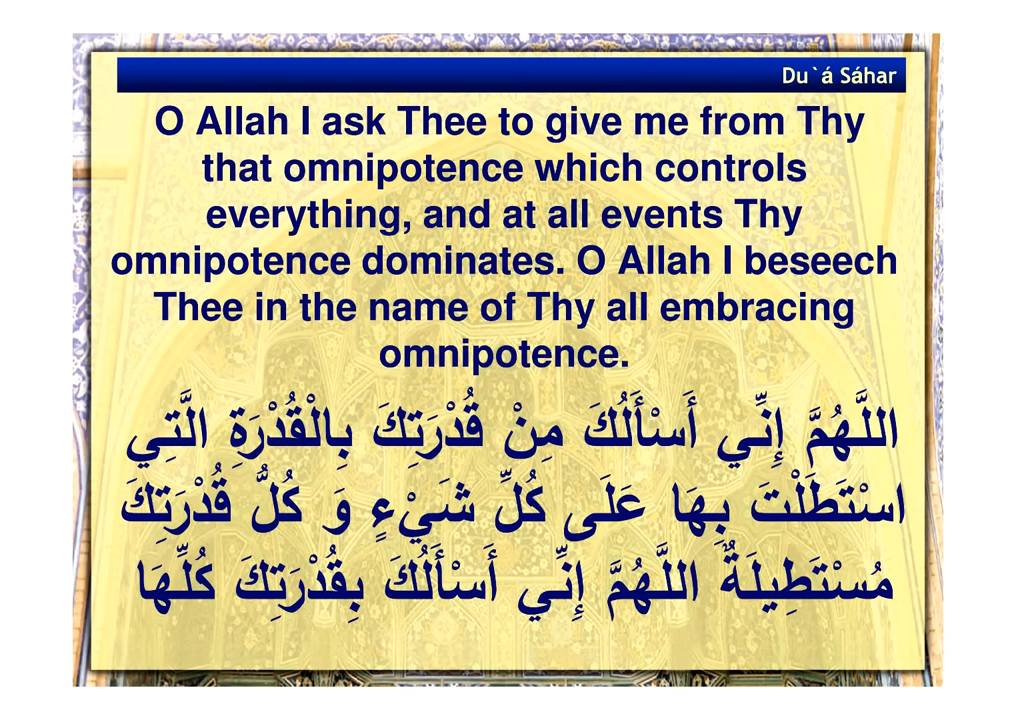 Du`á Sáhar
O Allah I ask Thee to give me from Thy
that omnipotence which controls
everything, and at all events Thy
omnipotence dominates. O Allah I beseech
Thee in the name of Thy all embracing
omnipotence.
اللَّهُمَّ إِنِّي أَسْأَلُكَ مِنْ قُدْرَتِكَ بِالْقُدْرَةِ الَّتِي
اسْتَطَلْتَ بِهَا عَلَى كُلِّ شَيْءٍ وَ كُلُّ قُدْرَتِكَ
مُسْتَطِيلَةٌ اللَّهُمَّ إِنِّي أَسْأَلُكَ بِقُدْرَتِكَ كُلِّهَا